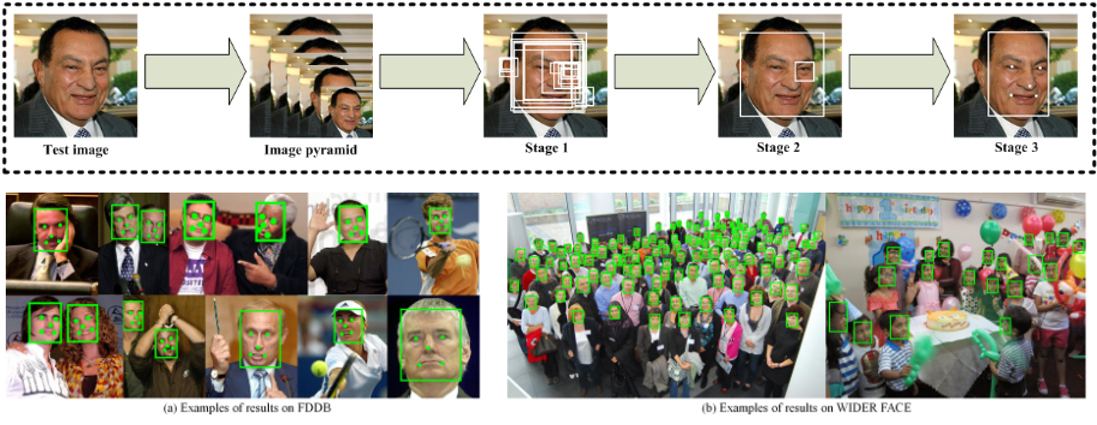 Test image
Image pyramid
Stage 1
Stage 2
Stage 3
happy Birthday
happy
(a) Examples of results on FDDB
(b) Examples of results on WIDER FACE